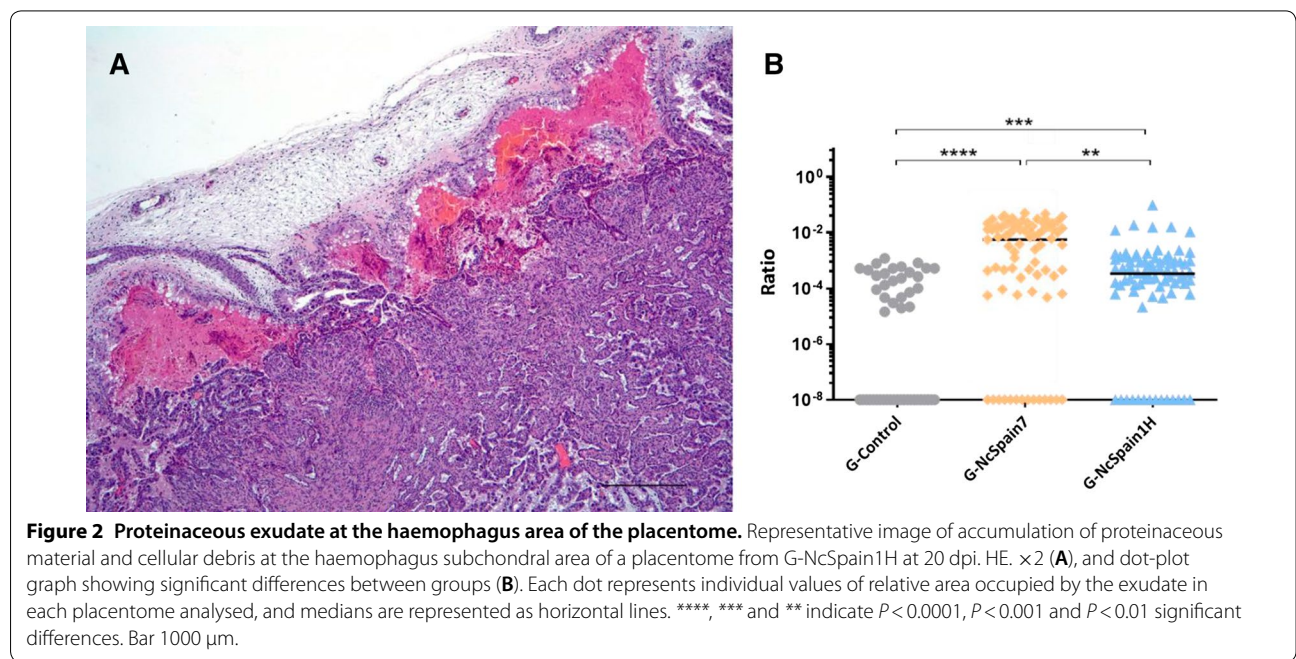 A
B
***
**** **
10⁰
10⁻²
10⁻⁴
10⁻⁶
10⁻⁸
Ratio
G-Control
G-NcSpain7
G-NcSpain1H
Figure 2 Proteinaceous exudate at the haemophagus area of the placentome. Representative image of accumulation of proteinaceous
material and cellular debris at the haemophagus subchondral area of a placentome from G-NcSpain1H at 20 dpi. HE. ×2 (A), and dot-plot
graph showing significant differences between groups (B). Each dot represents individual values of relative area occupied by the exudate in
each placentome analysed, and medians are represented as horizontal lines. ****, *** and ** indicate P < 0.0001, P < 0.001 and P < 0.01 significant
differences. Bar 1000 µm.